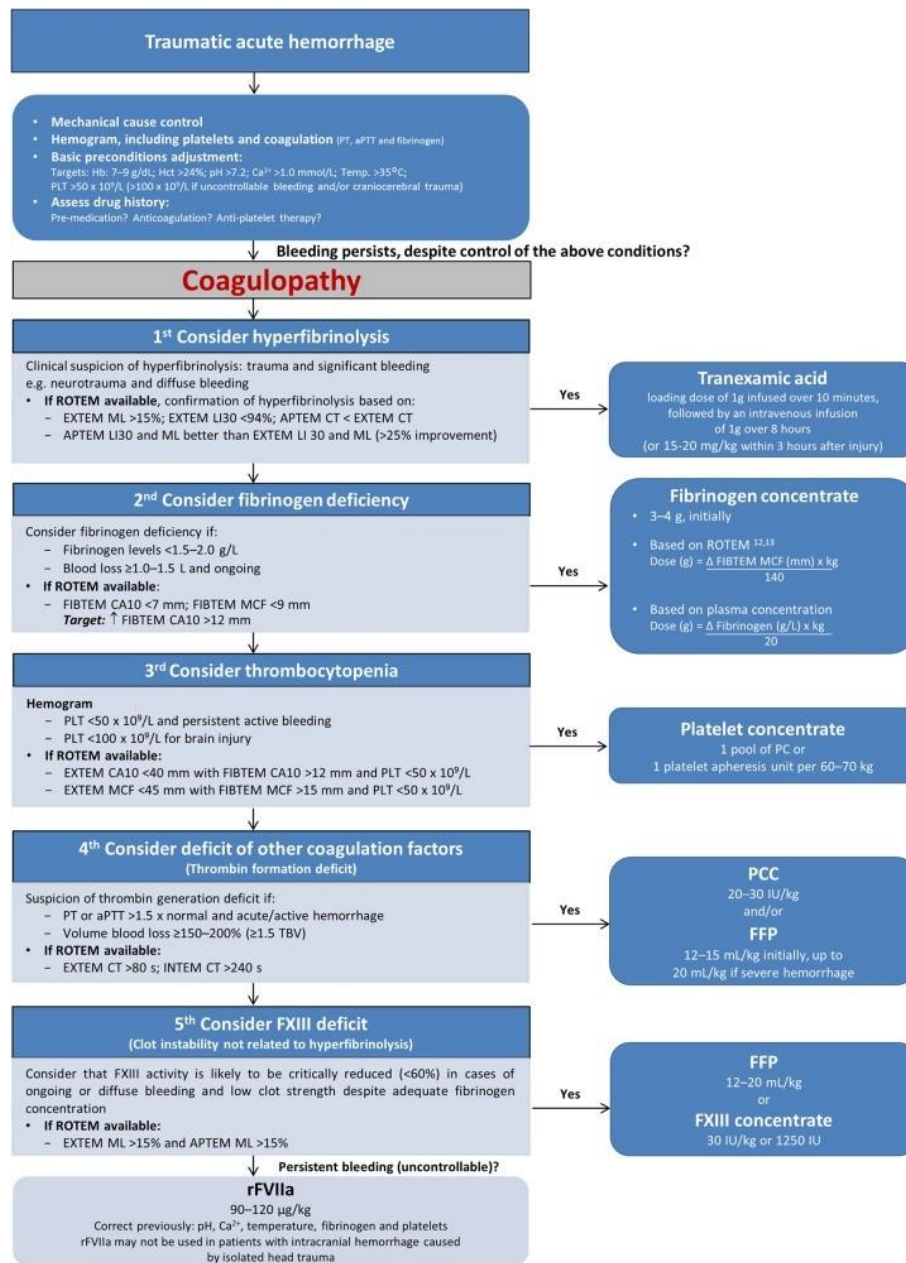 Traumatic acute hemorrhage
• Mechanical cause control
• Hemogram, including platelets and coagulation (PT, aPTT and fibrinogen)
• Basic preconditions adjustment:
Targets: Hb: 7–9 g/dL; Hct >24%; pH >7.2; Ca²⁺ >1.0 mmol/L; Temp. >35ºC;
PLT >50 x 10⁹/L (>100 x 10⁹/L if uncontrollable bleeding and/or craniocerebral trauma)
• Assess drug history:
Pre-medication? Anticoagulation? Anti-platelet therapy?
Bleeding persists, despite control of the above conditions?
Coagulopathy
1st Consider hyperfibrinolysis
Clinical suspicion of hyperfibrinolysis: trauma and significant bleeding
e.g. neurotrauma and diffuse bleeding
• If ROTEM available, confirmation of hyperfibrinolysis based on:
– EXTEM ML >15%; EXTEM LI30 <94%; APTEM CT < EXTEM CT
– APTEM LI30 and ML better than EXTEM LI 30 and ML (>25% improvement)
Yes
Tranexamic acid
loading dose of 1g infused over 10 minutes,
followed by an intravenous infusion
of 1g over 8 hours
(or 15-20 mg/kg within 3 hours after injury)
2nd Consider fibrinogen deficiency
Consider fibrinogen deficiency if:
– Fibrinogen levels <1.5–2.0 g/L
– Blood loss ≥1.0–1.5 L and ongoing
• If ROTEM available:
– FIBTEM CA10 <7 mm; FIBTEM MCF <9 mm
Target: ↑ FIBTEM CA10 >12 mm
Yes
Fibrinogen concentrate
• 3–4 g, initially
• Based on ROTEM 12,13
Dose (g) = Δ FIBTEM MCF (mm) x kg
140
• Based on plasma concentration
Dose (g) = Δ Fibrinogen (g/L) x kg
20
3rd Consider thrombocytopenia
Hemogram
– PLT <50 x 10⁹/L and persistent active bleeding
– PLT <100 x 10⁹/L for brain injury
• If ROTEM available:
– EXTEM CA10 <40 mm with FIBTEM CA10 >12 mm and PLT <50 x 10⁹/L
– EXTEM MCF <45 mm with FIBTEM MCF >15 mm and PLT <50 x 10⁹/L
Yes
Platelet concentrate
1 pool of PC or
1 platelet apheresis unit per 60–70 kg
4th Consider deficit of other coagulation factors
(Thrombin formation deficit)
Suspicion of thrombin generation deficit if:
– PT or aPTT >1.5 x normal and acute/active hemorrhage
– Volume blood loss ≥150–200% (≥1.5 TBV)
• If ROTEM available:
– EXTEM CT >80 s; INTEM CT >240 s
Yes
PCC
20–30 IU/kg
and/or
FFP
12–15 mL/kg initially, up to
20 mL/kg if severe hemorrhage
5th Consider FXIII deficit
(Clot instability not related to hyperfibrinolysis)
Consider that FXIII activity is likely to be critically reduced (<60%) in cases of
ongoing or diffuse bleeding and low clot strength despite adequate fibrinogen
concentration
• If ROTEM available:
– EXTEM ML >15% and APTEM ML >15%
Yes
FFP
12–20 mL/kg
or
FXIII concentrate
30 IU/kg or 1250 IU
Persistent bleeding (uncontrollable)?
rFVIIa
90–120 µg/kg
Correct previously: pH, Ca²⁺, temperature, fibrinogen and platelets
rFVIIa may not be used in patients with intracranial hemorrhage caused
by isolated head trauma